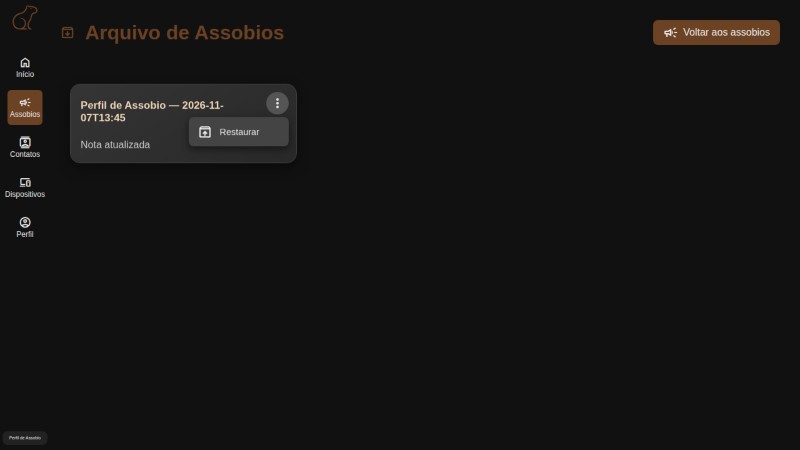 Arquivo de Assobios
Voltar aos assobios
Início
Assobios
Contatos
Dispositivos
Perfil
Perfil de Assobio — 2026-11-
07T13:45
Restaurar
Nota atualizada
Perfil de Assobio